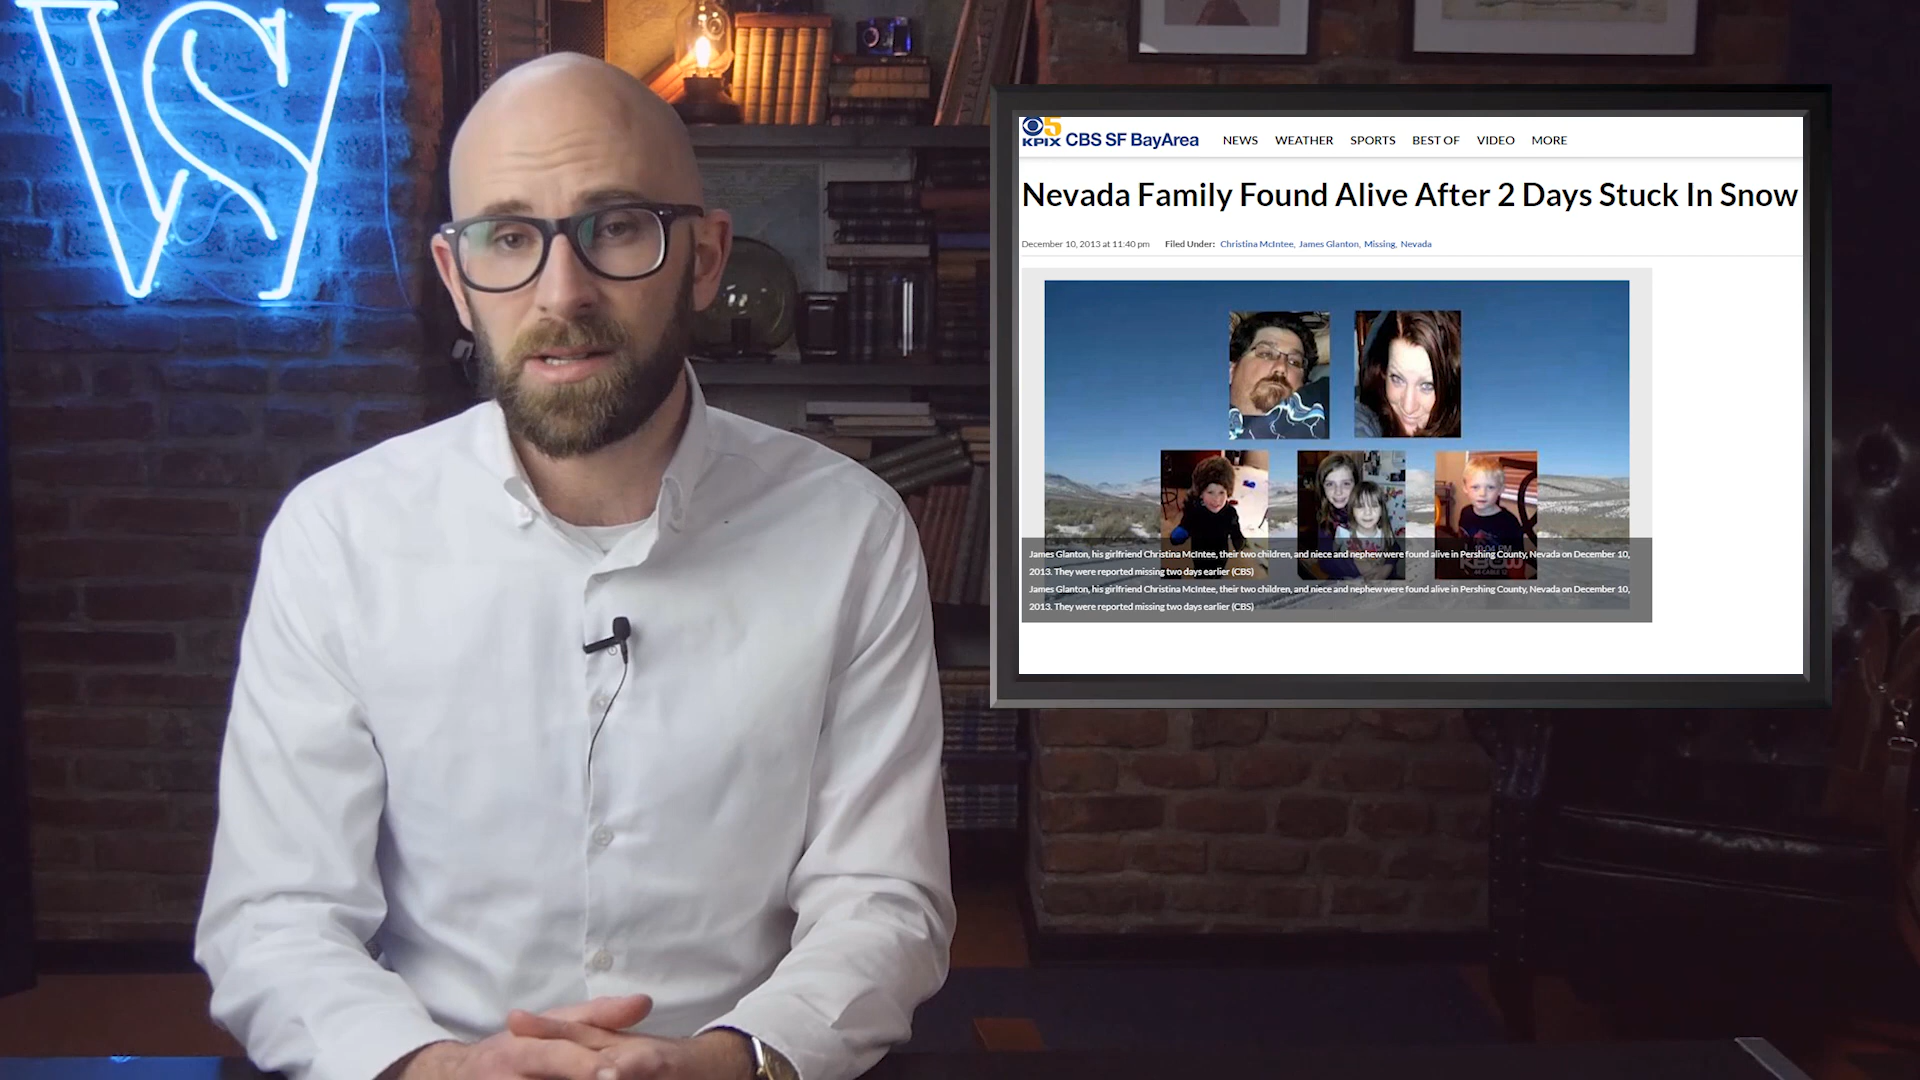 SW
5
KPIX CBS SF BayArea NEWS WEATHER SPORTS BEST OF VIDEO MORE
Nevada Family Found Alive After 2 Days Stuck In Snow
December 10, 2013 at 11:40 pm Filed Under: Christina McIntee, James Glanton, Missing, Nevada
James Glanton, his girlfriend Christina McIntee, their two children, and niece and nephew were found alive in Pershing County, Nevada on December 10,
2013. They were reported missing two days earlier (CBS)
James Glanton, his girlfriend Christina McIntee, their two children, and niece and nephew were found alive in Pershing County, Nevada on December 10,
2013. They were reported missing two days earlier (CBS)